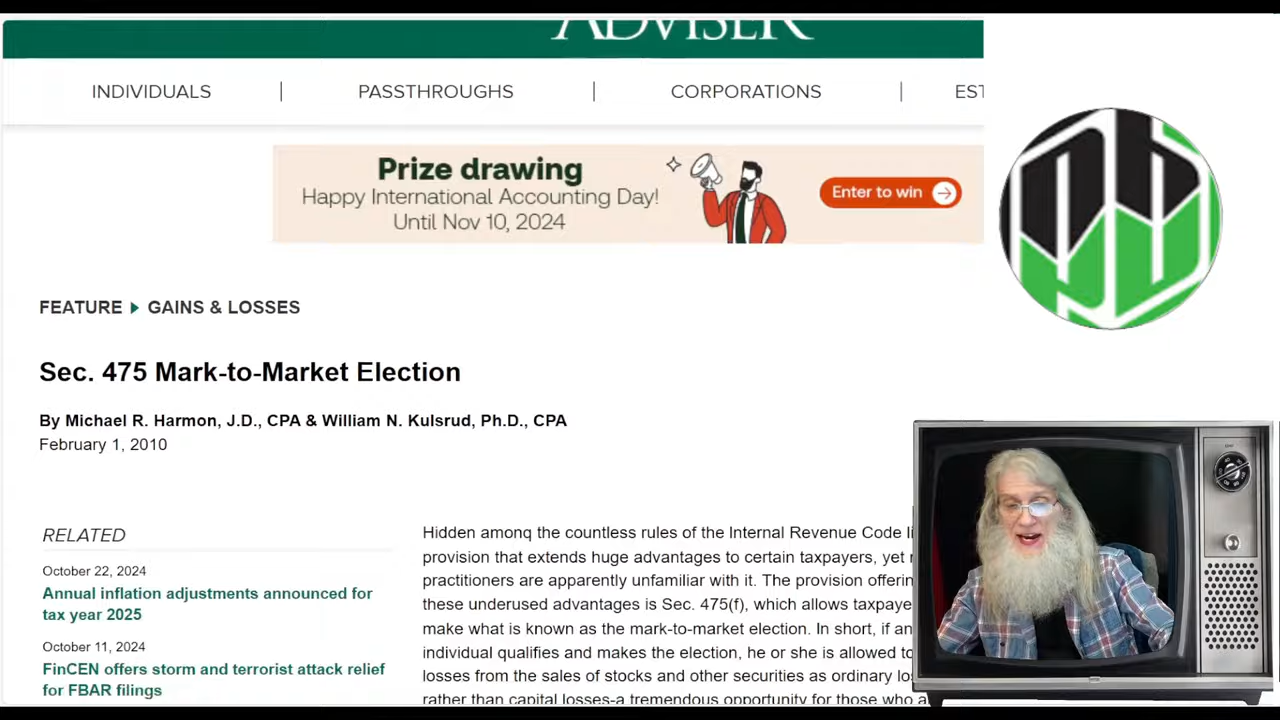 ADVISER
INDIVIDUALS | PASSTHROUGHS | CORPORATIONS | EST
Prize drawing
Happy International Accounting Day!
Until Nov 10, 2024
Enter to win
FEATURE GAINS & LOSSES
Sec. 475 Mark-to-Market Election
By Michael R. Harmon, J.D., CPA & William N. Kulsrud, Ph.D., CPA
February 1, 2010
RELATED
October 22, 2024
Annual inflation adjustments announced for
tax year 2025
October 11, 2024
FinCEN offers storm and terrorist attack relief
for FBAR filings
Hidden among the countless rules of the Internal Revenue Code li
provision that extends huge advantages to certain taxpayers, yet
practitioners are apparently unfamiliar with it. The provision offerin
these underused advantages is Sec. 475(f), which allows taxpaye
make what is known as the mark-to-market election. In short, if an
individual qualifies and makes the election, he or she is allowed to
losses from the sales of stocks and other securities as ordinary lo
rather than capital losses-a tremendous opportunity for those who a